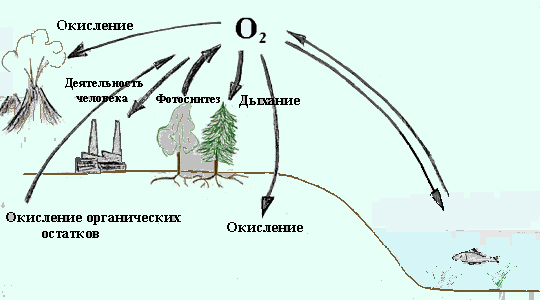 Окисление
O2
Деятельность
человека
Фотосинтез
Дыхание
Окисление органических
остатков
Окисление